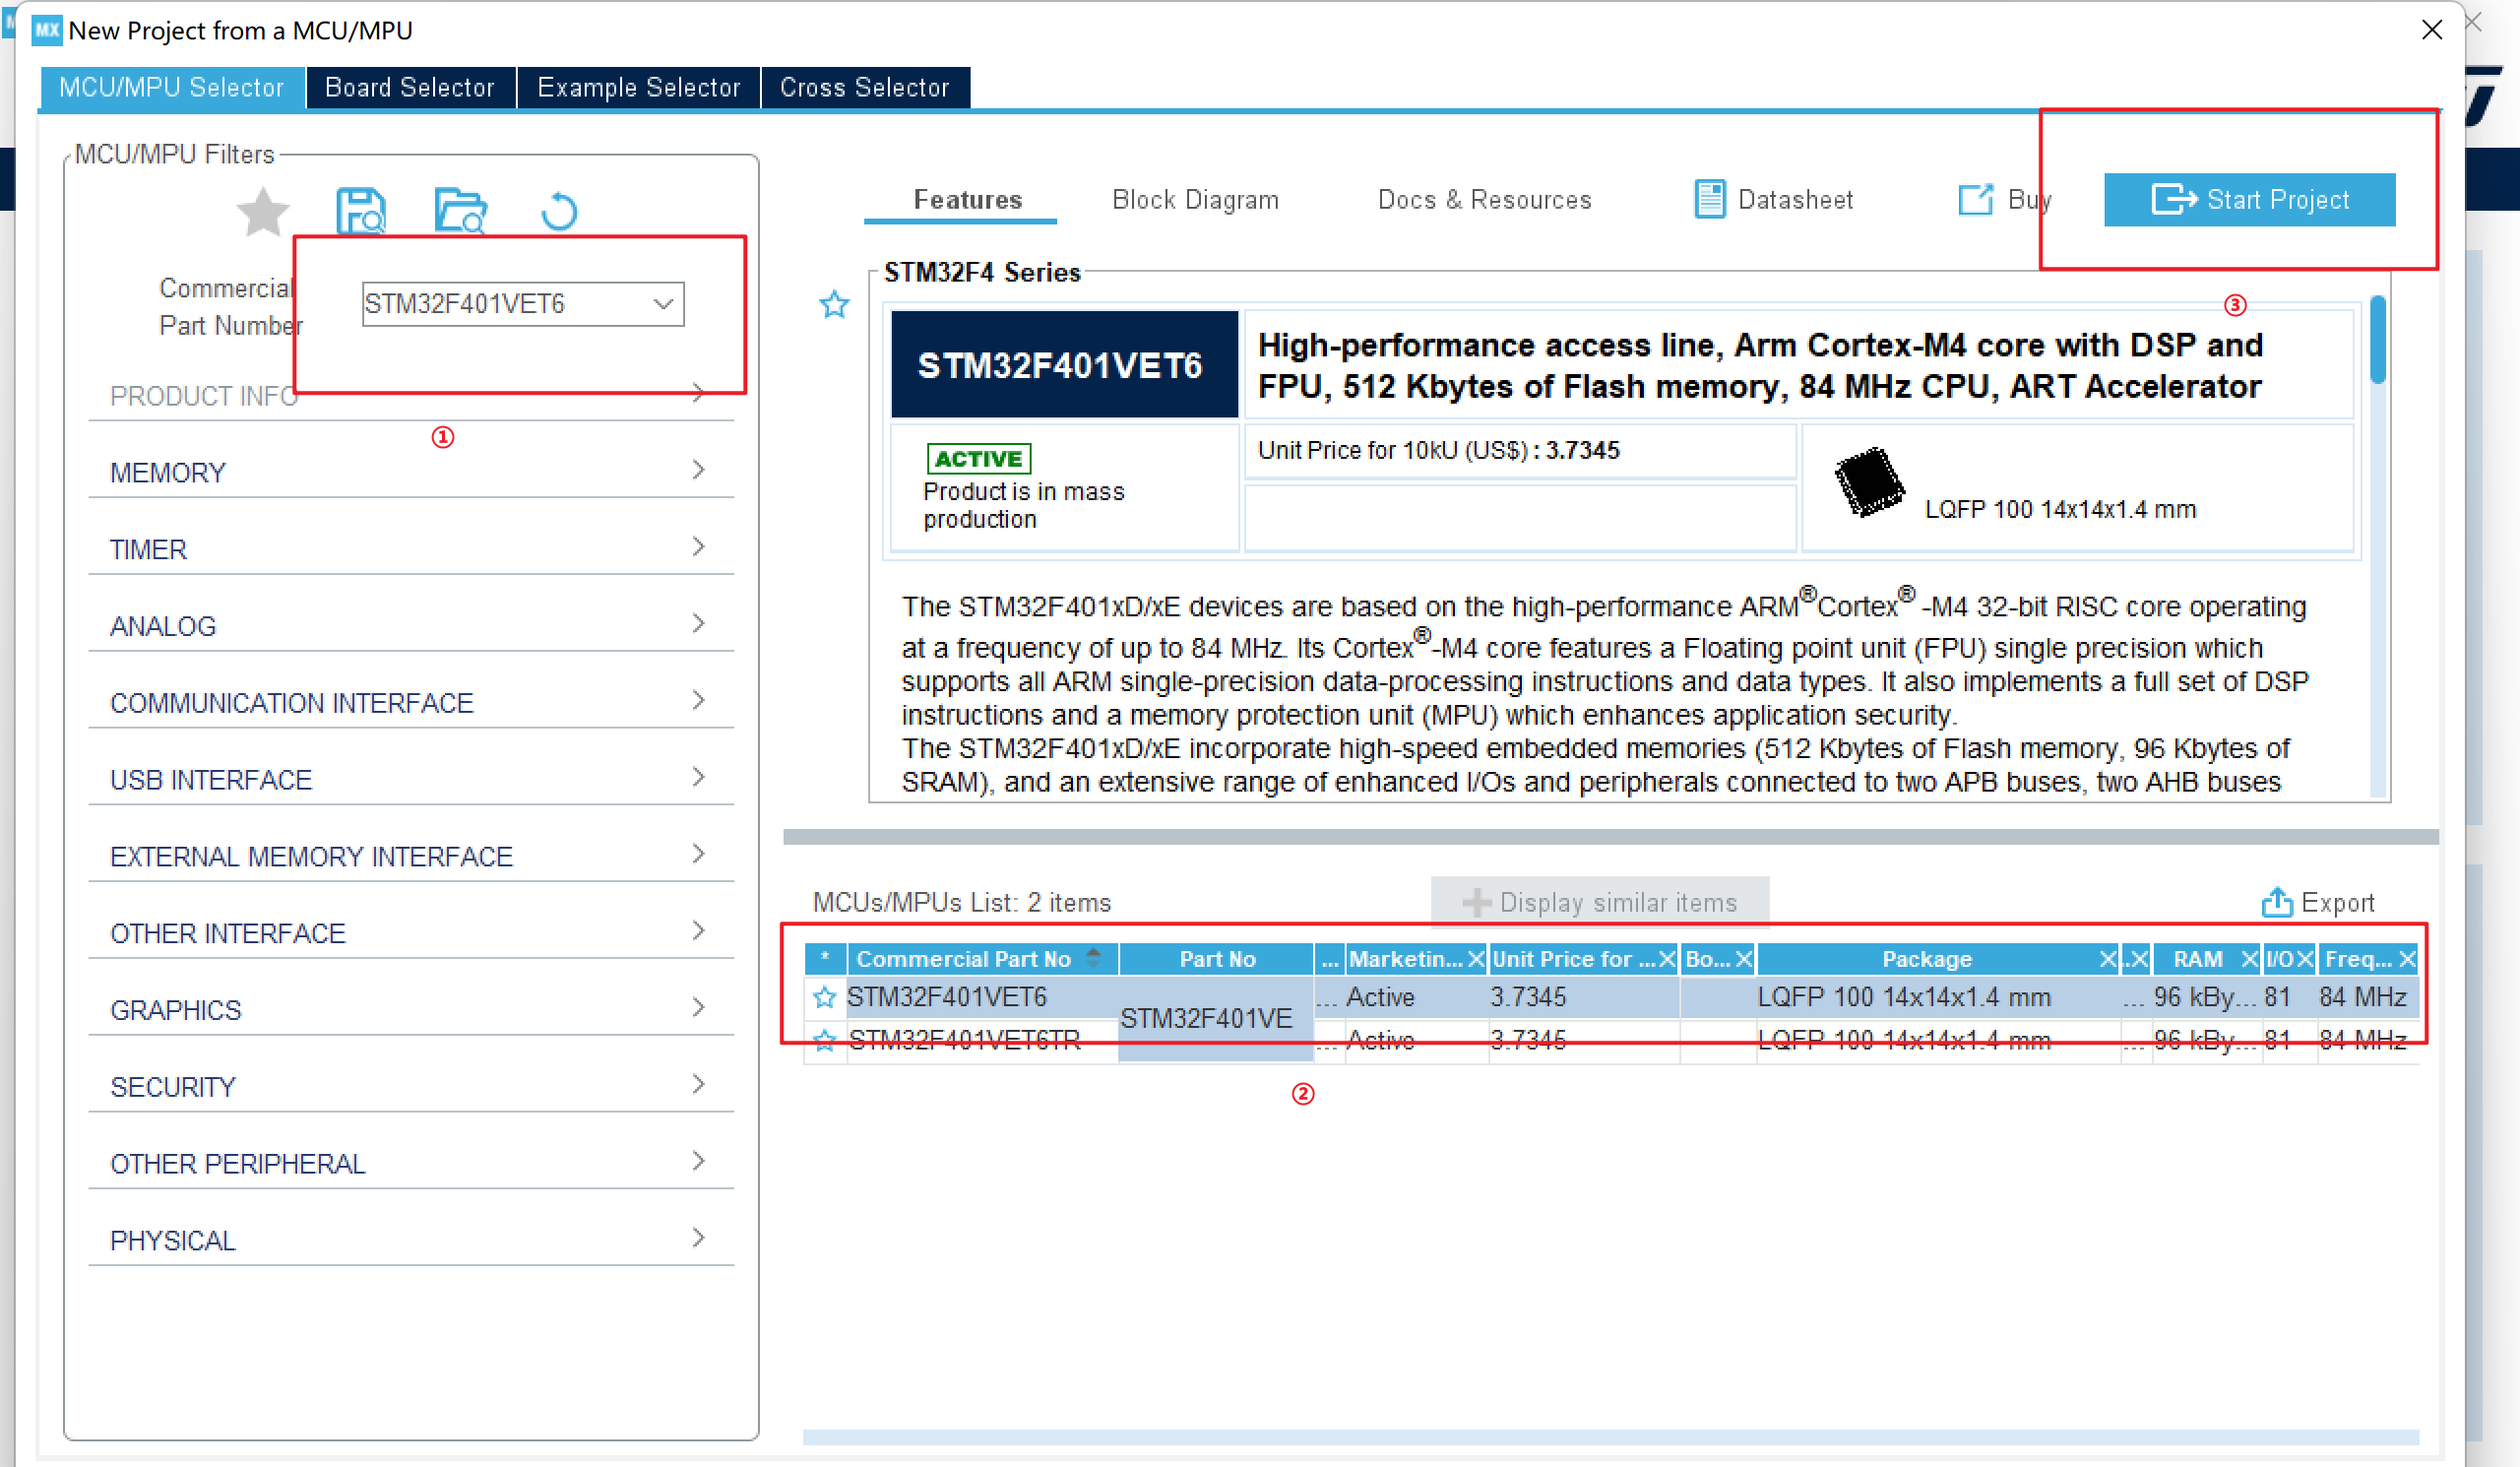 MX New Project from a MCU/MPU
MCU/MPU Selector Board Selector Example Selector Cross Selector
MCU/MPU Filters
Commercial
Part Number
STM32F401VET6
PRODUCT INFO
①
MEMORY
TIMER
ANALOG
COMMUNICATION INTERFACE
USB INTERFACE
EXTERNAL MEMORY INTERFACE
OTHER INTERFACE
GRAPHICS
SECURITY
OTHER PERIPHERAL
PHYSICAL
Features Block Diagram Docs & Resources Datasheet Buy Start Project
STM32F4 Series
③
STM32F401VET6
High-performance access line, Arm Cortex-M4 core with DSP and
FPU, 512 Kbytes of Flash memory, 84 MHz CPU, ART Accelerator
ACTIVE
Product is in mass
production
Unit Price for 10kU (US$) : 3.7345
LQFP 100 14x14x1.4 mm
The STM32F401xD/xE devices are based on the high-performance ARM®Cortex® -M4 32-bit RISC core operating
at a frequency of up to 84 MHz. Its Cortex®-M4 core features a Floating point unit (FPU) single precision which
supports all ARM single-precision data-processing instructions and data types. It also implements a full set of DSP
instructions and a memory protection unit (MPU) which enhances application security.
The STM32F401xD/xE incorporate high-speed embedded memories (512 Kbytes of Flash memory, 96 Kbytes of
SRAM), and an extensive range of enhanced I/Os and peripherals connected to two APB buses, two AHB buses
MCUs/MPUs List: 2 items
Display similar items
Export
* Commercial Part No Part No ... Marketin... Unit Price for ... Bo... Package .. RAM I/O Freq...
STM32F401VET6 STM32F401VE ... Active 3.7345 LQFP 100 14x14x1.4 mm ... 96 kBy... 81 84 MHz
STM32F401VET6TR ... Active 3.7345 LQFP 100 14x14x1.4 mm ... 96 kBy... 81 84 MHz
②